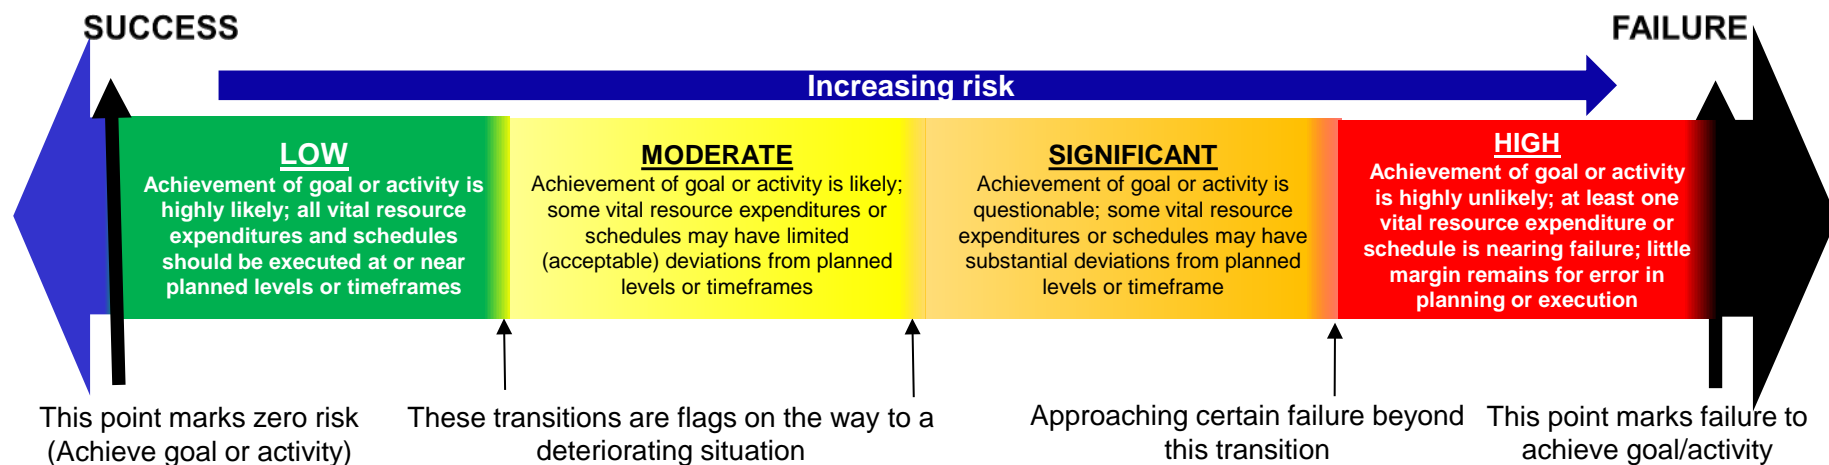 SUCCESS
FAILURE
Increasing risk
LOW
Achievement of goal or activity is
highly likely; all vital resource
expenditures and schedules
should be executed at or near
planned levels or timeframes
MODERATE
Achievement of goal or activity is likely;
some vital resource expenditures or
schedules may have limited
(acceptable) deviations from planned
levels or timeframes
SIGNIFICANT
Achievement of goal or activity is
questionable; some vital resource
expenditures or schedules may have
substantial deviations from planned
levels or timeframe
HIGH
Achievement of goal or activity
is highly unlikely; at least one
vital resource expenditure or
schedule is nearing failure; little
margin remains for error in
planning or execution
This point marks zero risk
(Achieve goal or activity)
These transitions are flags on the way to a
deteriorating situation
Approaching certain failure beyond
this transition
This point marks failure to
achieve goal/activity